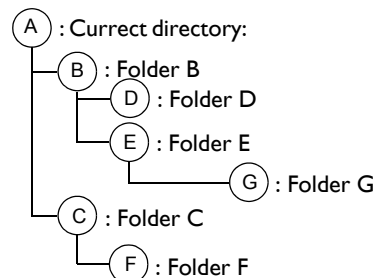 A : Currect directory:
B : Folder B
D : Folder D
E : Folder E
G : Folder G
C : Folder C
F : Folder F